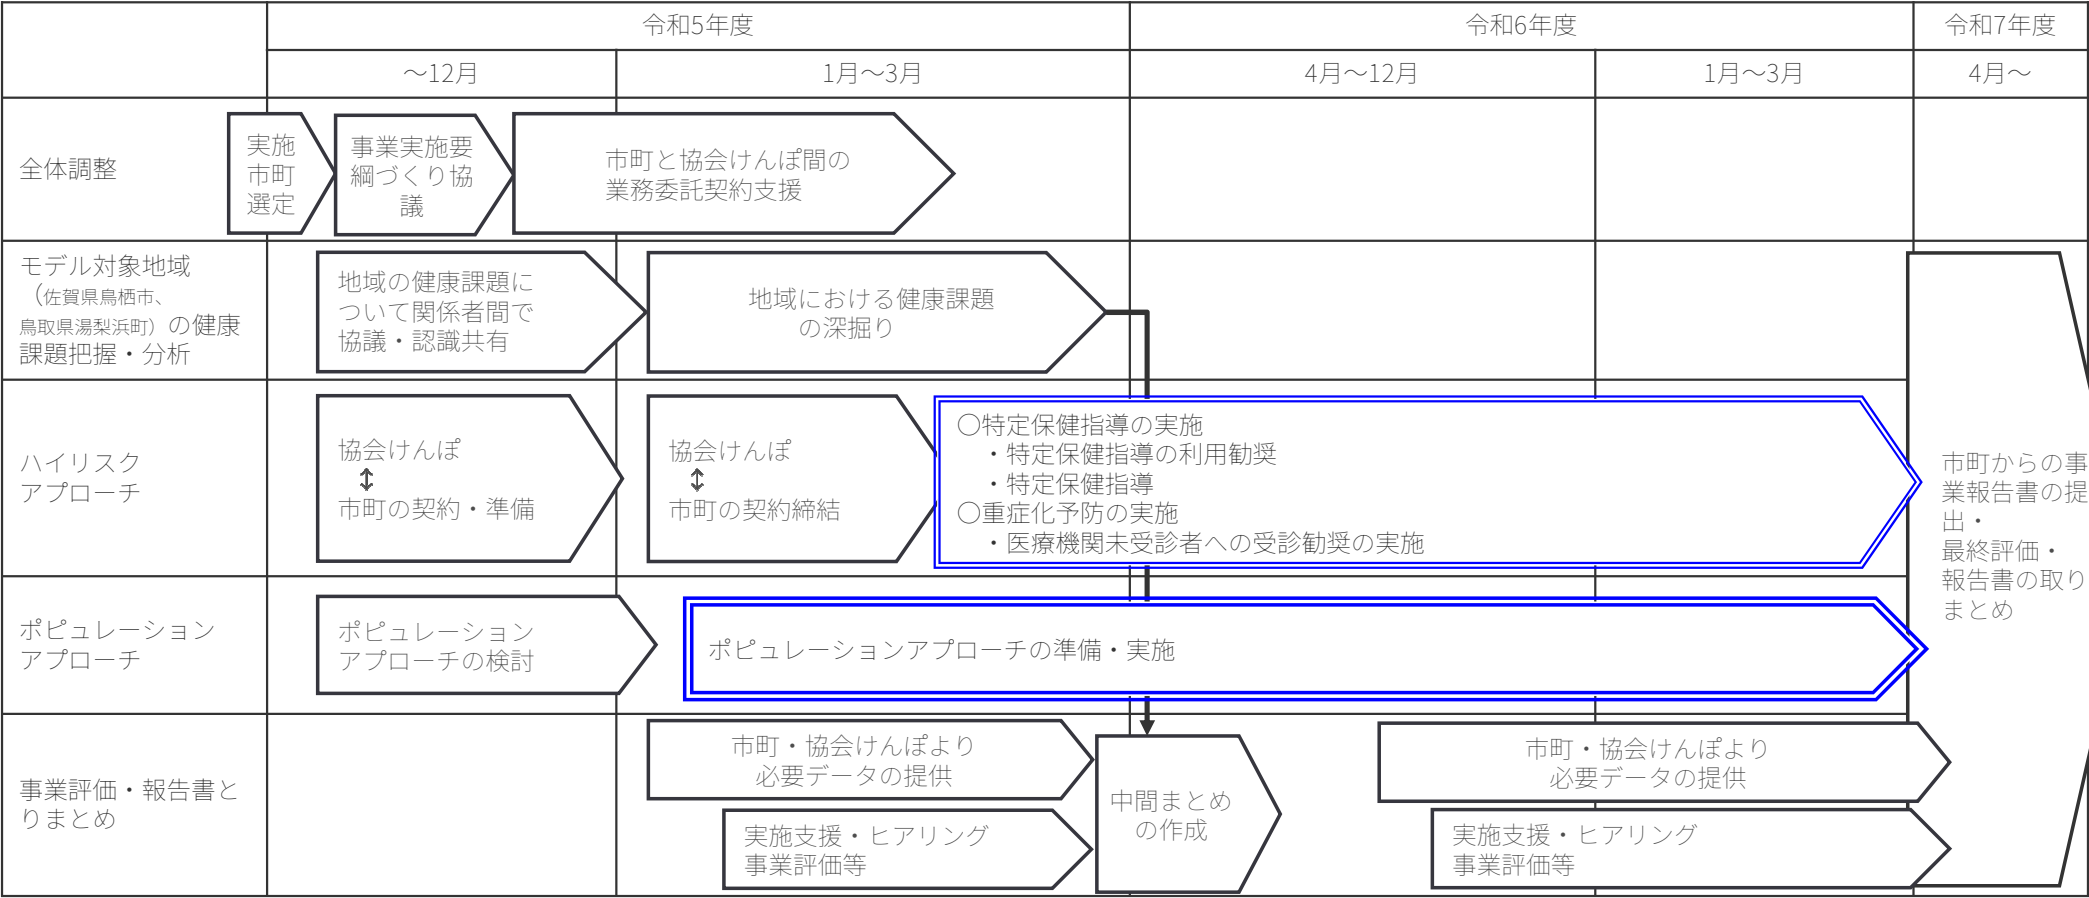 令和5年度
令和6年度
令和7年度
～12月
1月～3月
4月～12月
1月～3月
4月～
全体調整
実施
市町
選定
事業実施要
綱づくり協
議
市町と協会けんぽ間の
業務委託契約支援
モデル対象地域
（佐賀県鳥栖市、
鳥取県湯梨浜町）の健康
課題把握・分析
地域の健康課題に
ついて関係者間で
協議・認識共有
地域における健康課題
の深掘り
ハイリスク
アプローチ
協会けんぽ
↕
市町の契約・準備
協会けんぽ
↕
市町の契約締結
〇特定保健指導の実施
・特定保健指導の利用勧奨
・特定保健指導
〇重症化予防の実施
・医療機関未受診者への受診勧奨の実施
市町からの事
業報告書の提
出・
最終評価・
報告書の取り
まとめ
ポピュレーション
アプローチ
ポピュレーション
アプローチの検討
ポピュレーションアプローチの準備・実施
事業評価・報告書と
りまとめ
市町・協会けんぽより
必要データの提供
実施支援・ヒアリング
事業評価等
中間まとめ
の作成
市町・協会けんぽより
必要データの提供
実施支援・ヒアリング
事業評価等